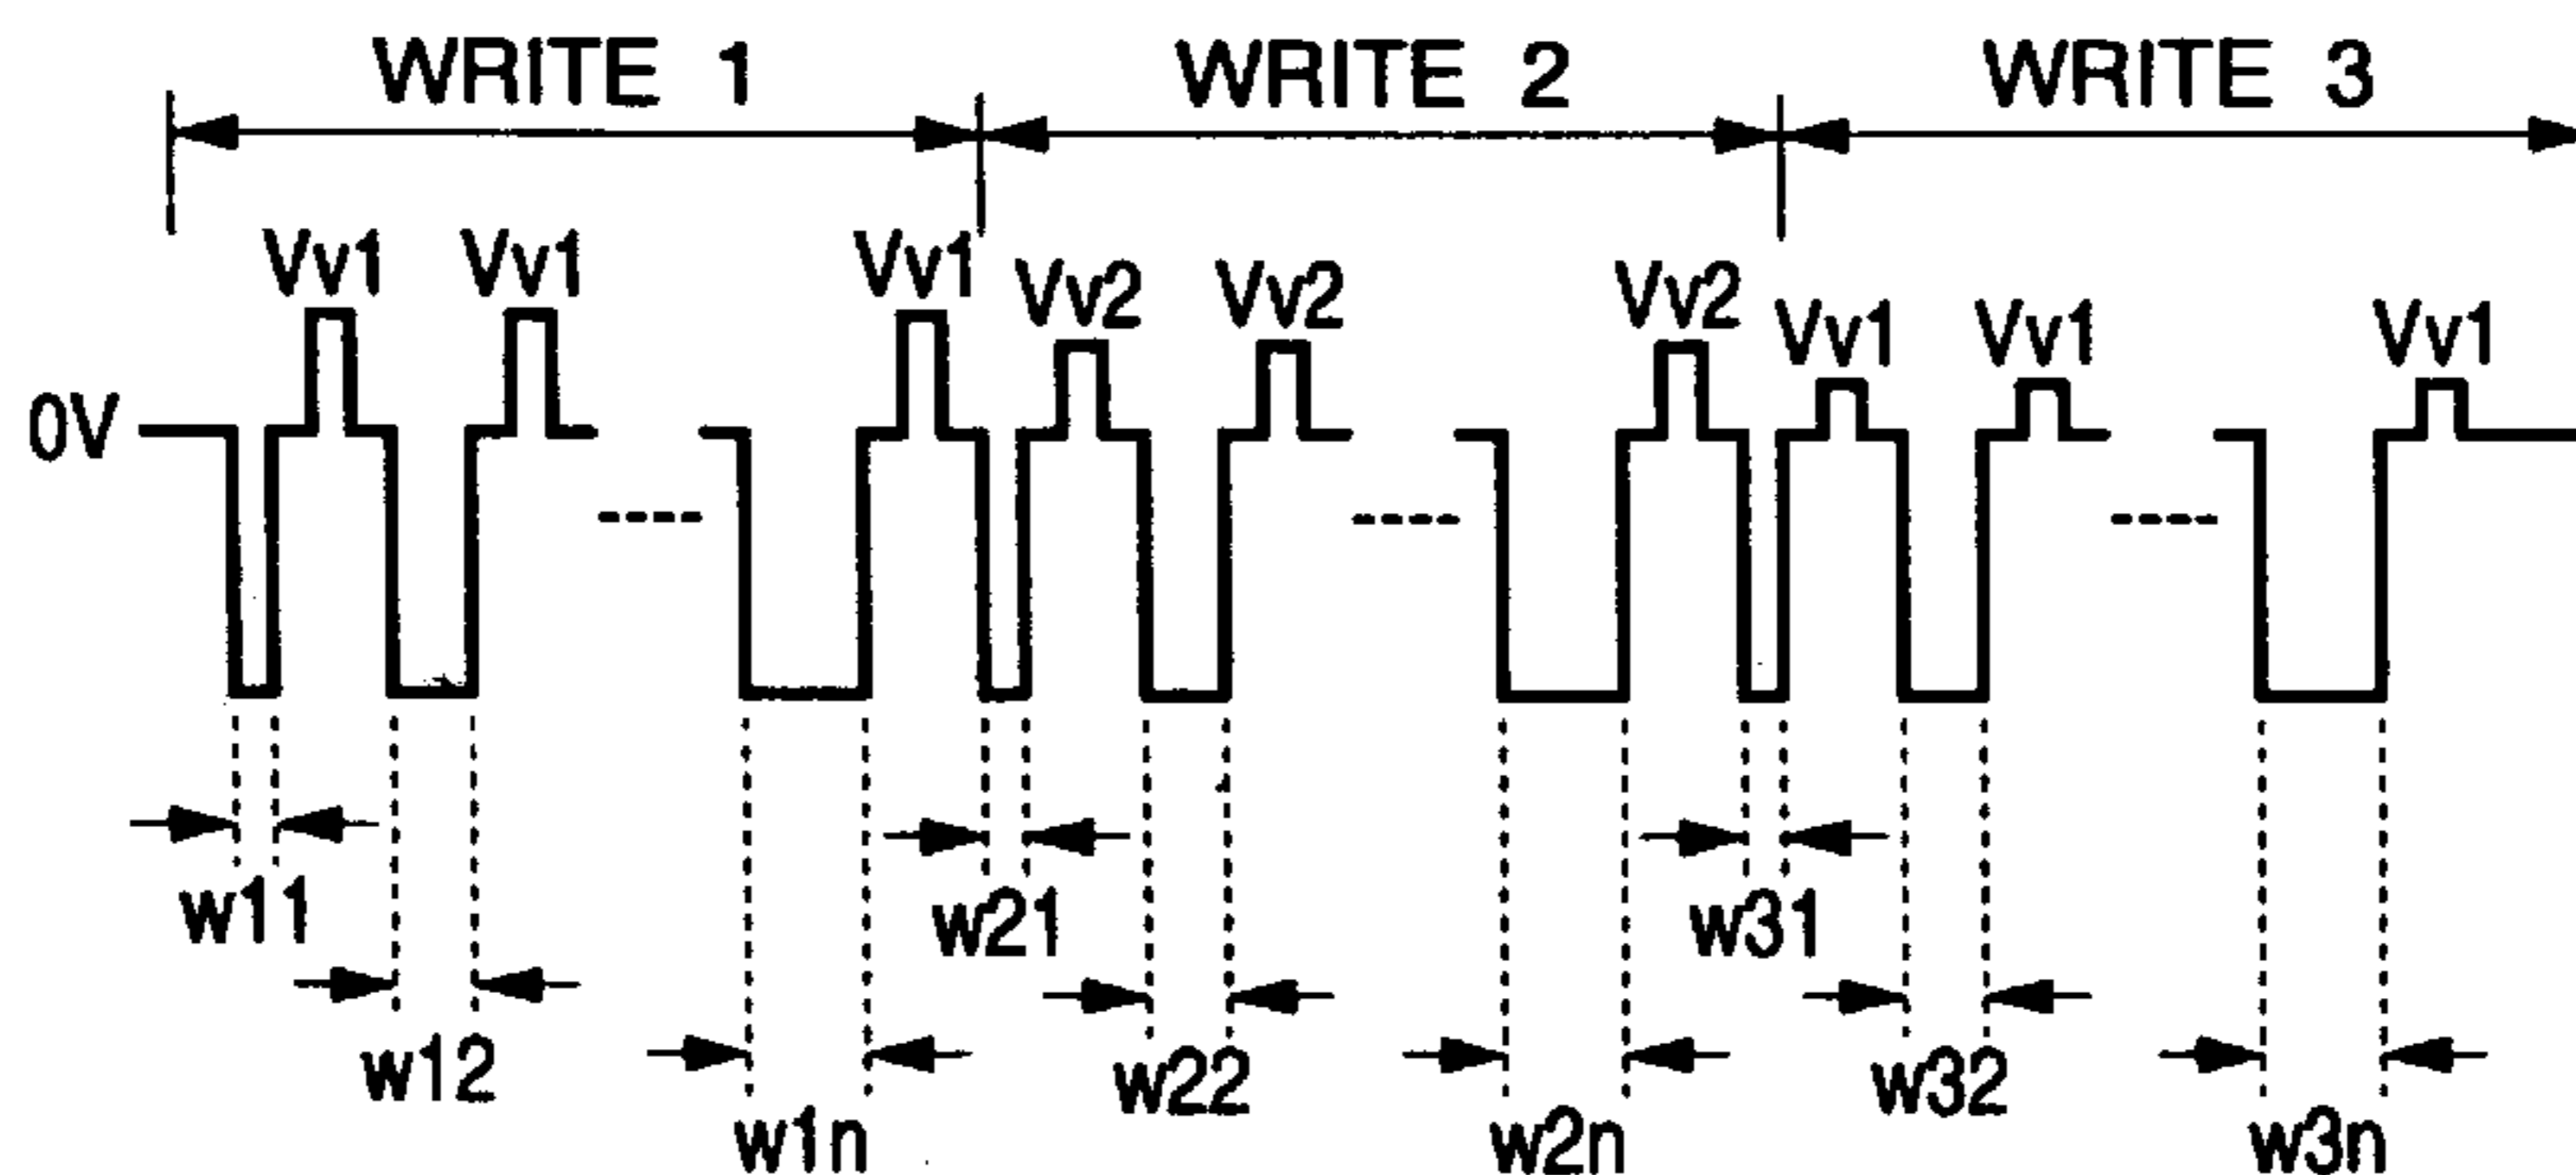 WRITE 1 WRITE 2 WRITE 3
Vv1 Vv1 Vv1 Vv2 Vv2 Vv2 Vv1 Vv1 Vv1
0V
w11 w21 w31
w12 w22 w32
w1n w2n w3n